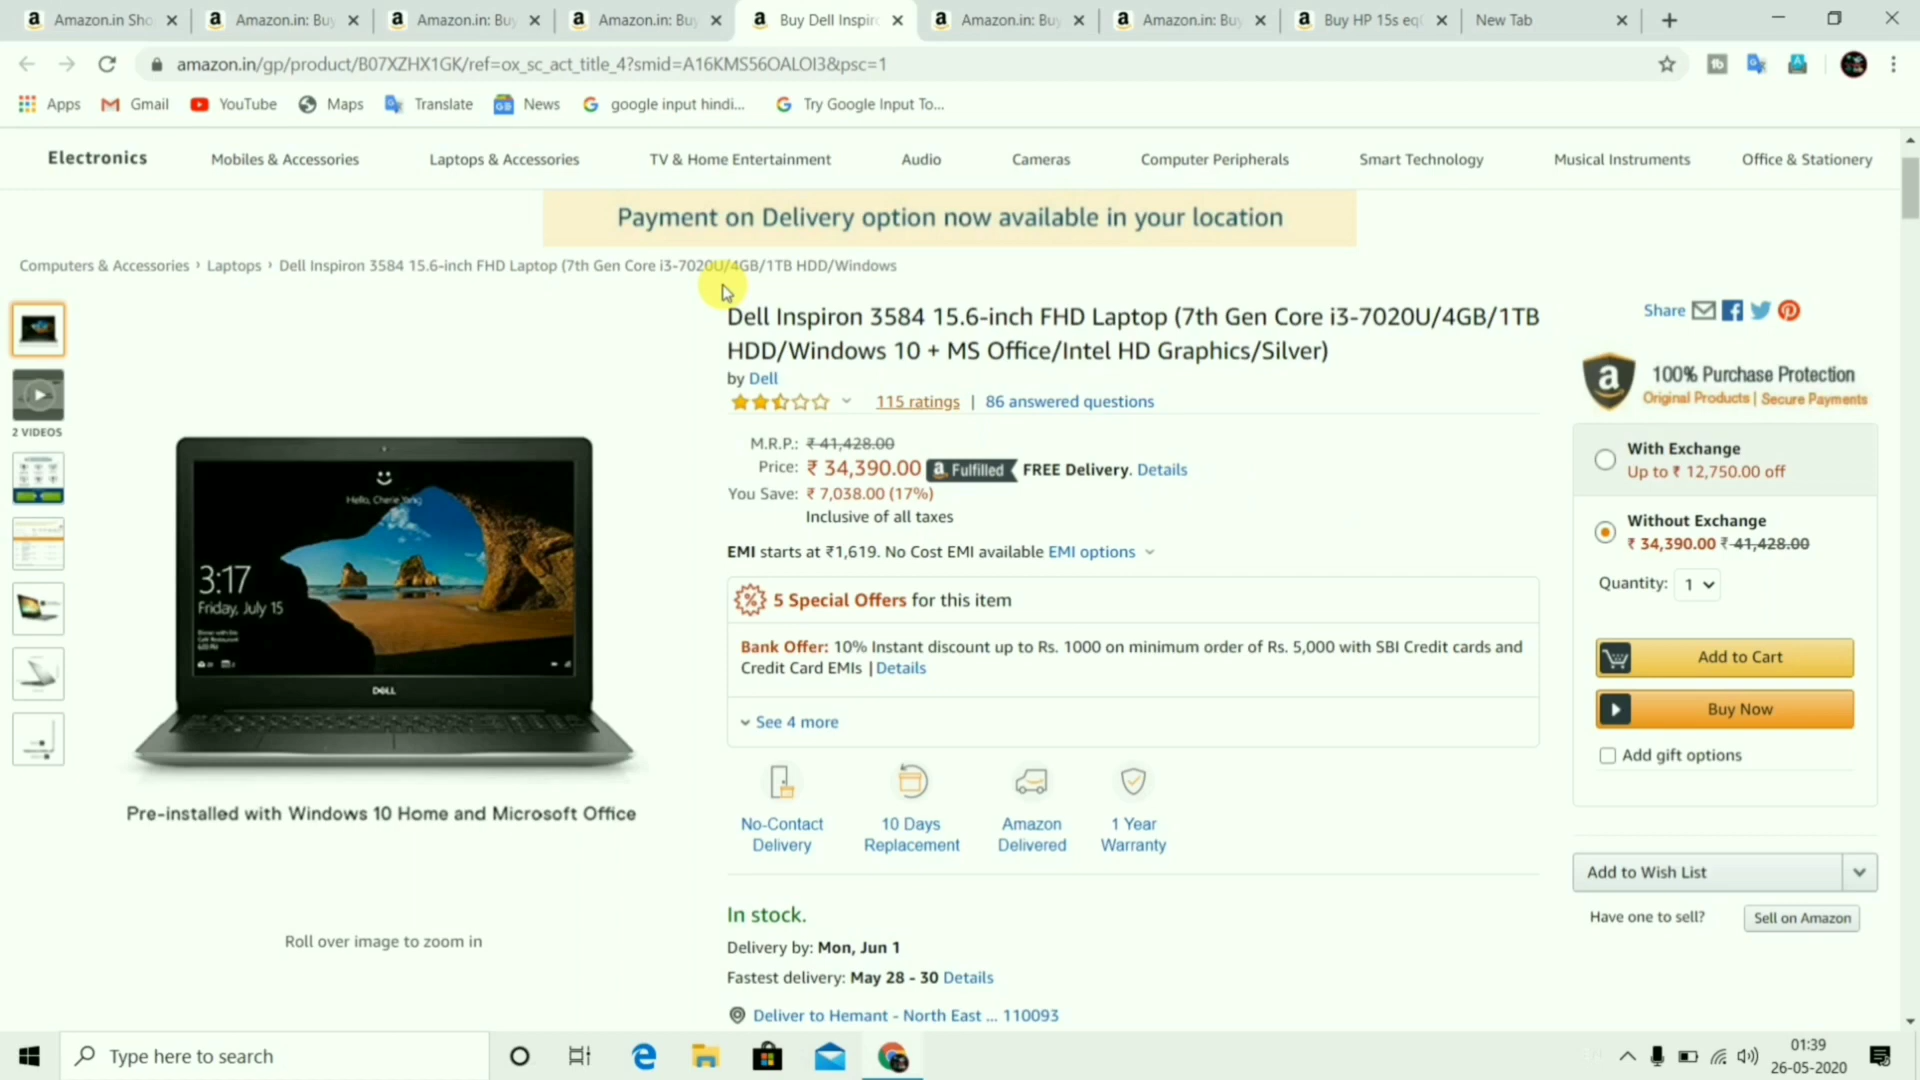 Amazon.in Sho
Amazon.in: Buy
Amazon.in: Buy
Amazon.in: Buy
Buy Dell Inspir
Amazon.in: Buy
Amazon.in: Buy
Buy HP 15s eq
New Tab
amazon.in/gp/product/B07XZHX1GK/ref=ox_sc_act_title_4?smid=A16KMS56OALOI3&psc=1
Apps
Gmail
YouTube
Maps
Translate
News
google input hindi...
Try Google Input To...
Electronics
Mobiles & Accessories
Laptops & Accessories
TV & Home Entertainment
Audio
Cameras
Computer Peripherals
Smart Technology
Musical Instruments
Office & Stationery
Payment on Delivery option now available in your location
Computers & Accessories › Laptops › Dell Inspiron 3584 15.6-inch FHD Laptop (7th Gen Core i3-7020U/4GB/1TB HDD/Windows
2 VIDEOS
Hello, Cherie Yang
3:17
Friday, July 15
DELL
Pre-installed with Windows 10 Home and Microsoft Office
Roll over image to zoom in
Dell Inspiron 3584 15.6-inch FHD Laptop (7th Gen Core i3-7020U/4GB/1TB
HDD/Windows 10 + MS Office/Intel HD Graphics/Silver)
by Dell
115 ratings | 86 answered questions
M.R.P.: ₹ 41,428.00
Price: ₹ 34,390.00 a Fulfilled FREE Delivery. Details
You Save: ₹ 7,038.00 (17%)
Inclusive of all taxes
EMI starts at ₹1,619. No Cost EMI available EMI options
5 Special Offers for this item
Bank Offer: 10% Instant discount up to Rs. 1000 on minimum order of Rs. 5,000 with SBI Credit cards and
Credit Card EMIs | Details
See 4 more
No-Contact
Delivery
10 Days
Replacement
Amazon
Delivered
1 Year
Warranty
In stock.
Delivery by: Mon, Jun 1
Fastest delivery: May 28 - 30 Details
Deliver to Hemant - North East ... 110093
Share
100% Purchase Protection
Original Products | Secure Payments
With Exchange
Up to ₹ 12,750.00 off
Without Exchange
₹ 34,390.00 ₹ 41,428.00
Quantity: 1
Add to Cart
Buy Now
Add gift options
Add to Wish List
Have one to sell?
Sell on Amazon
Type here to search
01:39
26-05-2020